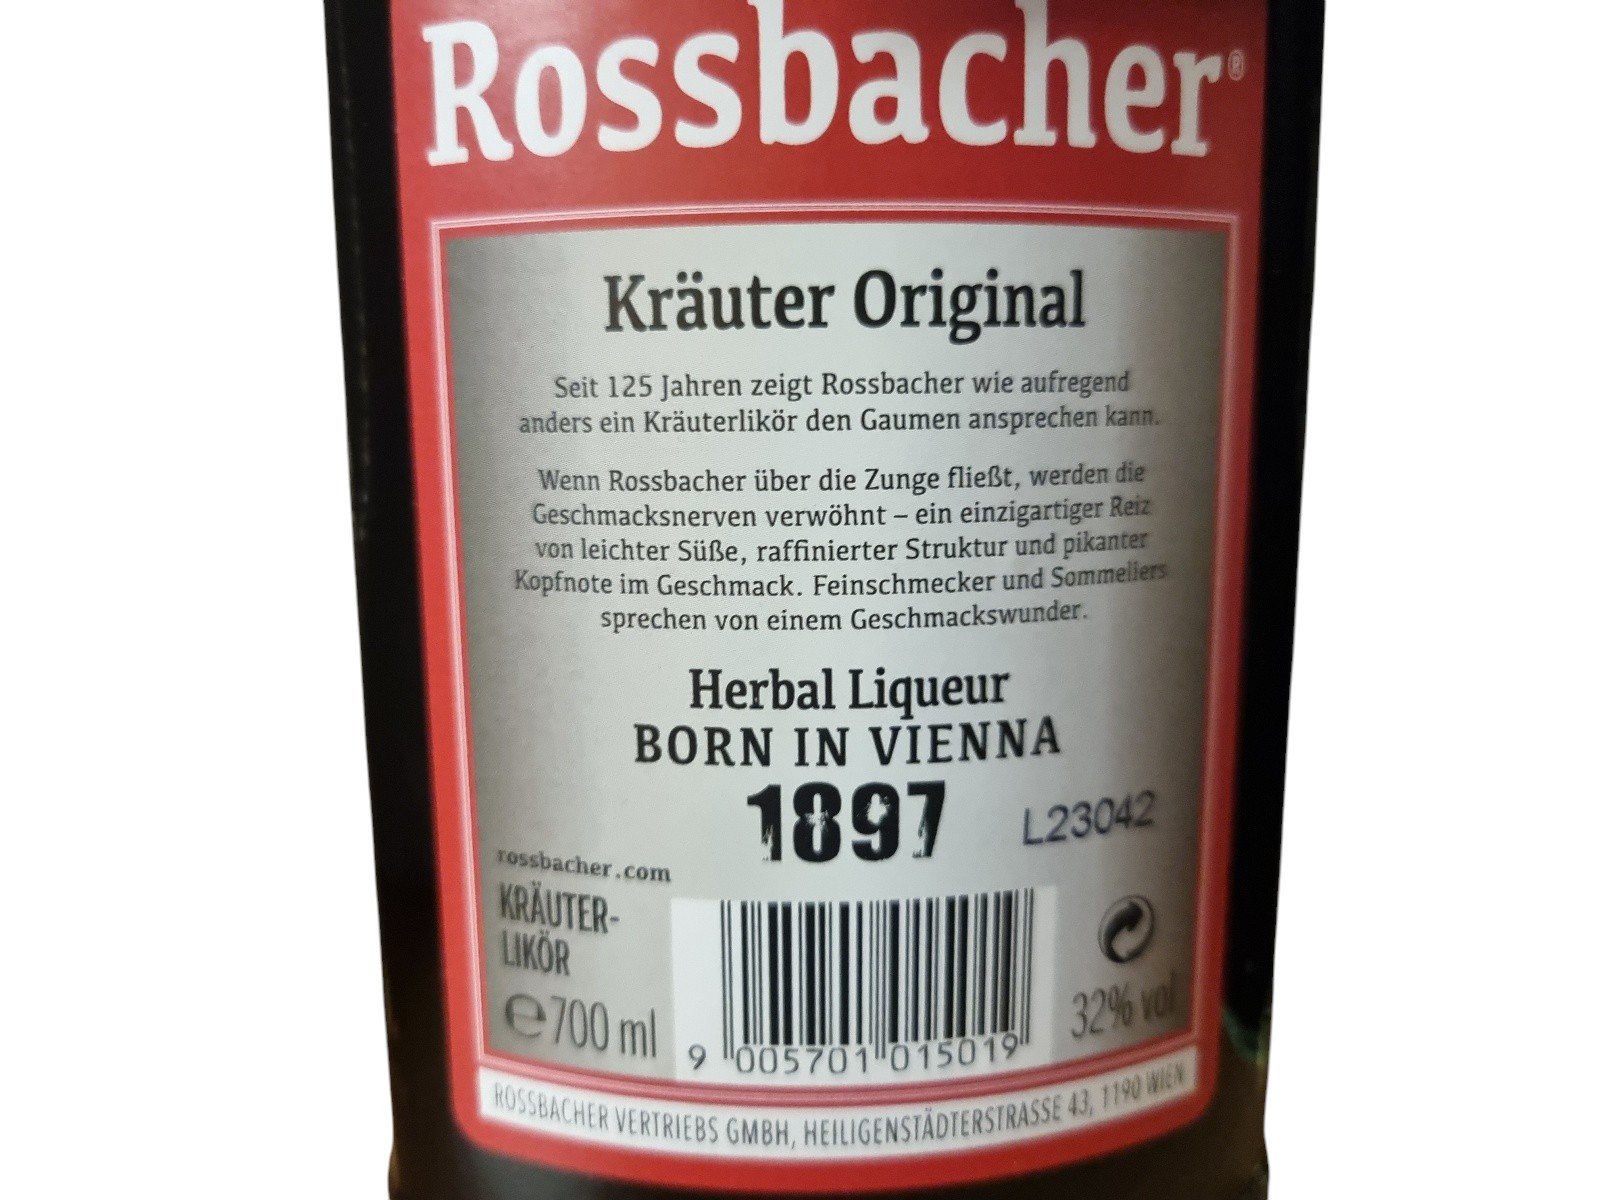 Rossbacher®
Kräuter Original
Seit 125 Jahren zeigt Rossbacher wie aufregend
anders ein Kräuterlikör den Gaumen ansprechen kann.
Wenn Rossbacher über die Zunge fließt, werden die
Geschmacksnerven verwöhnt – ein einzigartiger Reiz
von leichter Süße, raffinierter Struktur und pikanter
Kopfnote im Geschmack. Feinschmecker und Sommeliers
sprechen von einem Geschmackswunder.
Herbal Liqueur
BORN IN VIENNA
1897
L23042
rossbacher.com
KRÄUTER-
LIKÖR
℮700 ml
9 005701 015019
32% vol
ROSSBACHER VERTRIEBS GMBH, HEILIGENSTÄDTERSTRASSE 43, 1190 WIEN